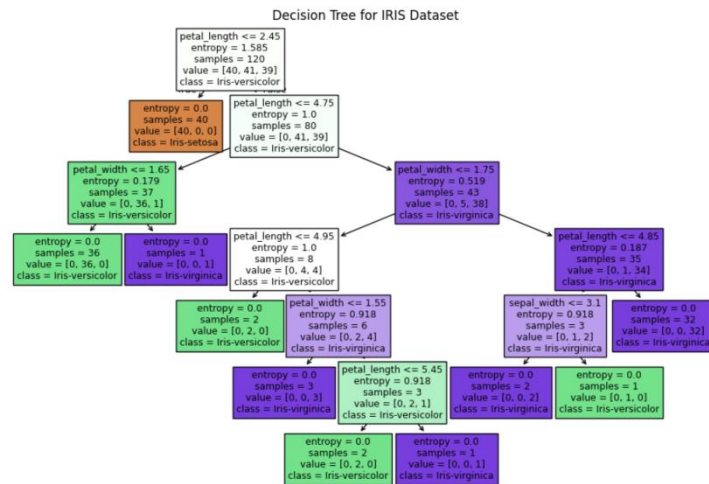 Decision Tree for IRIS Dataset
petal_length <= 2.45
entropy = 1.585
samples = 120
value = [40, 41, 39]
class = Iris-versicolor
entropy = 0.0
samples = 40
value = [40, 0, 0]
class = Iris-setosa
petal_length <= 4.75
entropy = 1.0
samples = 80
value = [0, 41, 39]
class = Iris-versicolor
petal_width <= 1.65
entropy = 0.179
samples = 37
value = [0, 36, 1]
class = Iris-versicolor
petal_width <= 1.75
entropy = 0.519
samples = 43
value = [0, 5, 38]
class = Iris-virginica
entropy = 0.0
samples = 36
value = [0, 36, 0]
class = Iris-versicolor
entropy = 0.0
samples = 1
value = [0, 0, 1]
class = Iris-virginica
petal_length <= 4.95
entropy = 1.0
samples = 8
value = [0, 4, 4]
class = Iris-versicolor
petal_length <= 4.85
entropy = 0.187
samples = 35
value = [0, 1, 34]
class = Iris-virginica
entropy = 0.0
samples = 2
value = [0, 2, 0]
class = Iris-versicolor
petal_width <= 1.55
entropy = 0.918
samples = 6
value = [0, 2, 4]
class = Iris-virginica
sepal_width <= 3.1
entropy = 0.918
samples = 3
value = [0, 1, 2]
class = Iris-virginica
entropy = 0.0
samples = 32
value = [0, 0, 32]
class = Iris-virginica
entropy = 0.0
samples = 3
value = [0, 0, 3]
class = Iris-virginica
petal_length <= 5.45
entropy = 0.918
samples = 3
value = [0, 2, 1]
class = Iris-versicolor
entropy = 0.0
samples = 2
value = [0, 0, 2]
class = Iris-virginica
entropy = 0.0
samples = 1
value = [0, 1, 0]
class = Iris-versicolor
entropy = 0.0
samples = 2
value = [0, 2, 0]
class = Iris-versicolor
entropy = 0.0
samples = 1
value = [0, 0, 1]
class = Iris-virginica